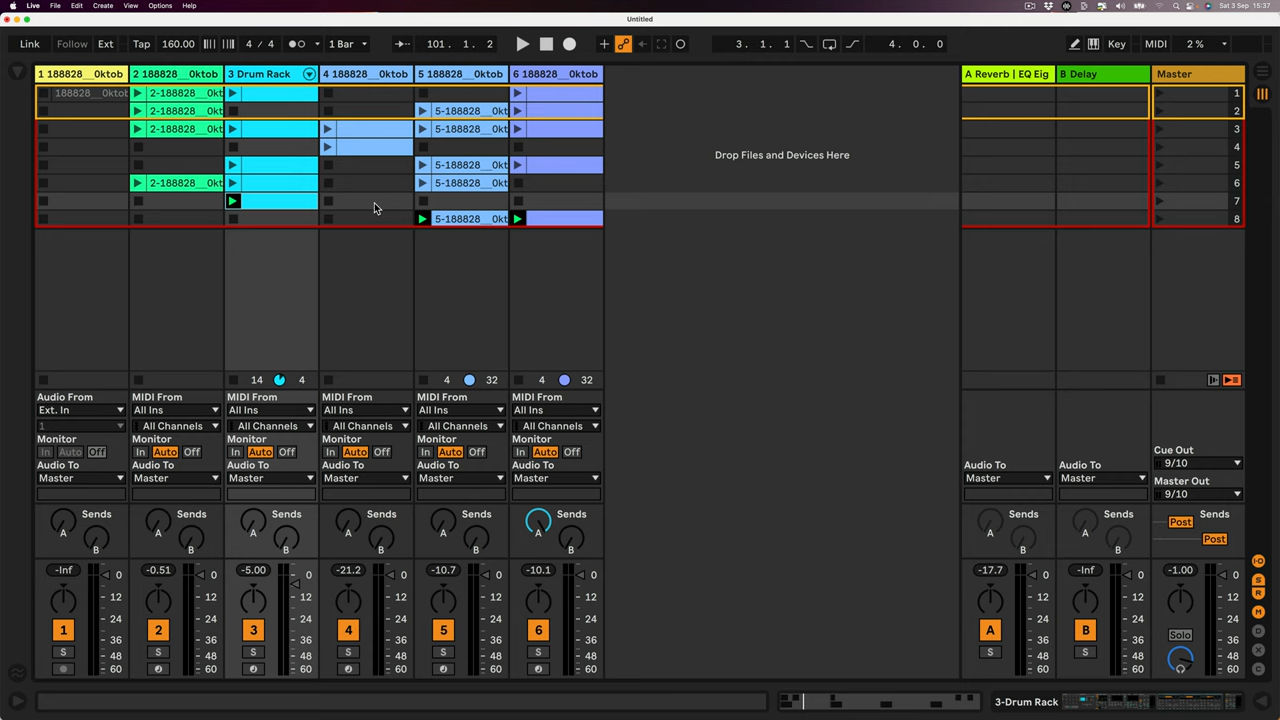 Live File Edit Create View Options Help Sat 3 Sep 15:37
Untitled
Link Follow Ext Tap 160.00 4 / 4 1 Bar 101. 1. 2 3. 1. 1 4. 0. 0 Key MIDI 2 %
1 188828__0ktob 2 188828__0ktob 3 Drum Rack 4 188828__0ktob 5 188828__0ktob 6 188828__0ktob A Reverb | EQ Eig B Delay Master
188828__0ktob 2-188828__0kt 1
2-188828__0kt 5-188828__0kt 2
2-188828__0kt 5-188828__0kt 3
4
Drop Files and Devices Here
5-188828__0kt 5
2-188828__0kt 5-188828__0kt 6
7
5-188828__0kt 8
14 4 4 32 4 32
Audio From MIDI From MIDI From MIDI From MIDI From MIDI From
Ext. In All Ins All Ins All Ins All Ins All Ins
1 All Channels All Channels All Channels All Channels All Channels
Monitor Monitor Monitor Monitor Monitor Monitor
In Auto Off In Auto Off In Auto Off In Auto Off In Auto Off In Auto Off
Cue Out
9/10
Audio To Audio To Audio To Audio To Audio To Audio To Audio To Audio To
Master Master Master Master Master Master Master Master
Master Out
9/10
Sends Sends Sends Sends Sends Sends Sends Sends Sends
A A A A A A A A Post
B B B B B B B B Post
-Inf -0.51 -5.00 -21.2 -10.7 -10.1 -17.7 -Inf -1.00
0 0 0 0 0 0 0 0 0
12 12 12 12 12 12 12 12 12
24 24 24 24 24 24 24 24 24
1 2 3 4 5 6 A B
36 36 36 36 36 36 36 36 36
Solo
S S S S S S S S
48 48 48 48 48 48 48 48 48
60 60 60 60 60 60 60 60 60
I-O
S
R
M
D
X
C
3-Drum Rack